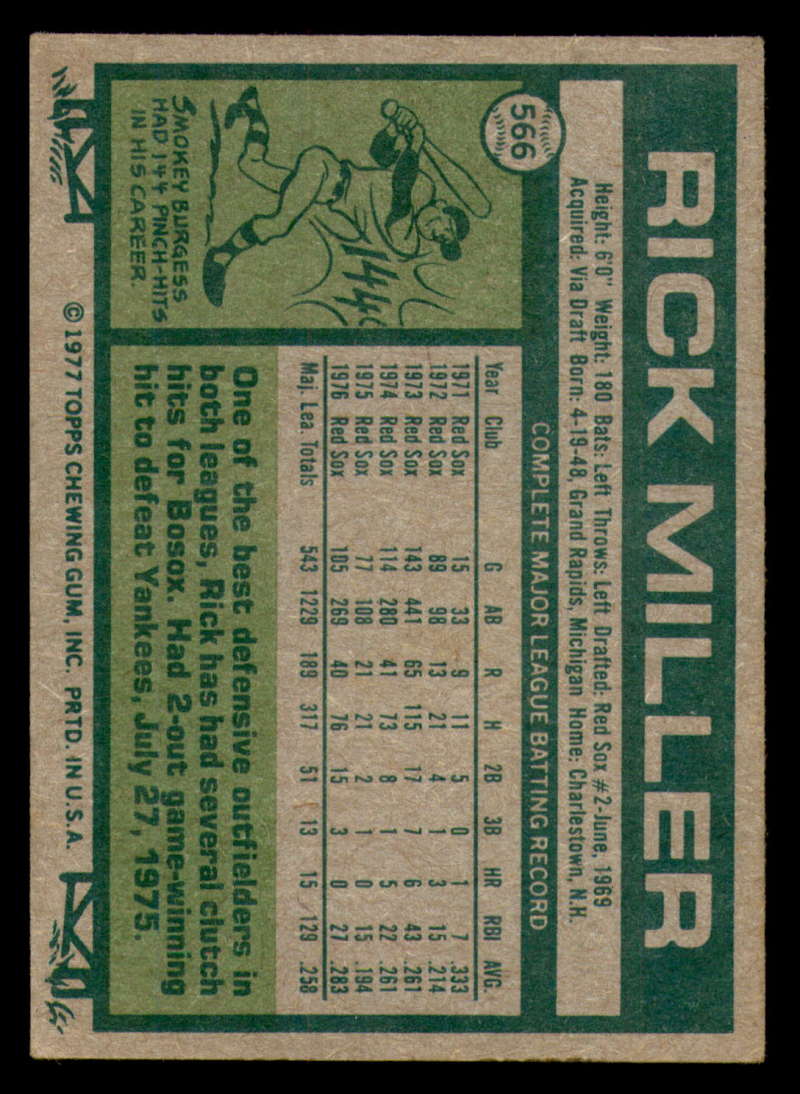 566
RICK MILLER
Height: 6'0" Weight: 180 Bats: Left Throws: Left Drafted: Red Sox #2-June, 1969
Acquired: Via Draft Born: 4-19-48, Grand Rapids, Michigan Home: Charlestown, N.H.
COMPLETE MAJOR LEAGUE BATTING RECORD
Year Club G AB R H 2B 3B HR RBI AVG.
1971 Red Sox 15 33 9 11 5 0 1 7 .333
1972 Red Sox 89 98 13 21 4 1 3 15 .214
1973 Red Sox 143 441 65 115 17 7 6 43 .261
1974 Red Sox 114 280 41 73 8 1 5 22 .261
1975 Red Sox 77 108 21 21 2 1 0 15 .194
1976 Red Sox 105 269 40 76 15 3 0 27 .283
Maj. Lea. Totals 543 1229 189 317 51 13 15 129 .258
144
SMOKEY BURGESS
HAD 144 PINCH-HITS
IN HIS CAREER.
One of the best defensive outfielders in
both leagues, Rick has had several clutch
hits for Bosox. Had 2-out game-winning
hit to defeat Yankees, July 27, 1975.
© 1977 TOPPS CHEWING GUM, INC. PRTD. IN U.S.A.